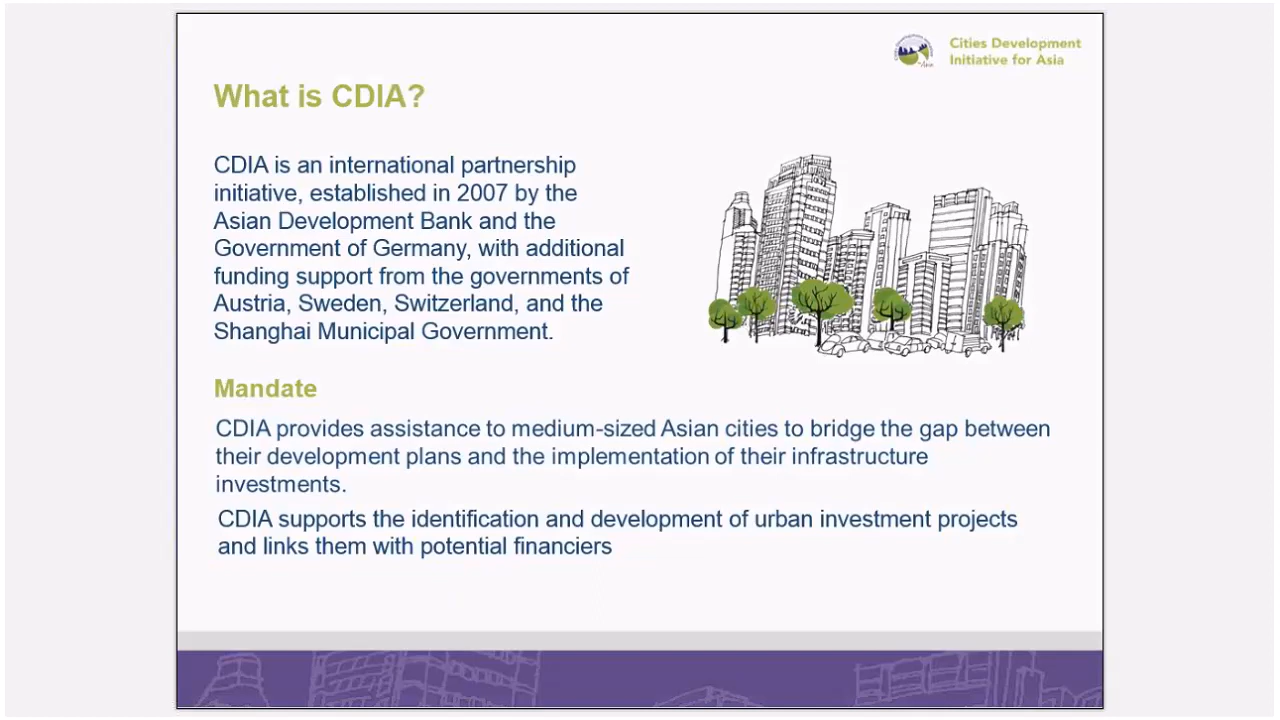 Cities Development
Initiative for Asia
What is CDIA?
CDIA is an international partnership
initiative, established in 2007 by the
Asian Development Bank and the
Government of Germany, with additional
funding support from the governments of
Austria, Sweden, Switzerland, and the
Shanghai Municipal Government.
Mandate
CDIA provides assistance to medium-sized Asian cities to bridge the gap between
their development plans and the implementation of their infrastructure
investments.
CDIA supports the identification and development of urban investment projects
and links them with potential financiers